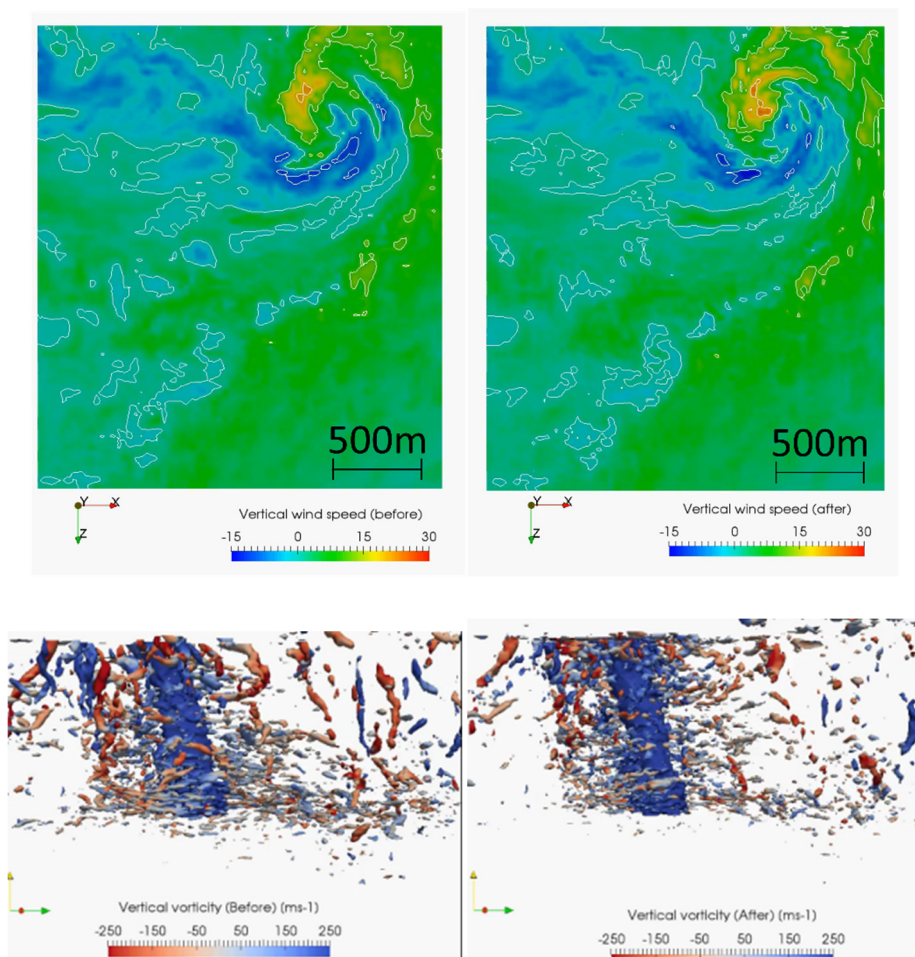 500m
500m
Y X
Z
Vertical wind speed (before)
-15 0 15 30
Y X
Z
Vertical wind speed (after)
-15 0 15 30
Vertical vorticity (Before) (ms-1)
-250 -150 -50 50 150 250
Vertical vorticity (After) (ms-1)
-250 -150 -50 50 150 250